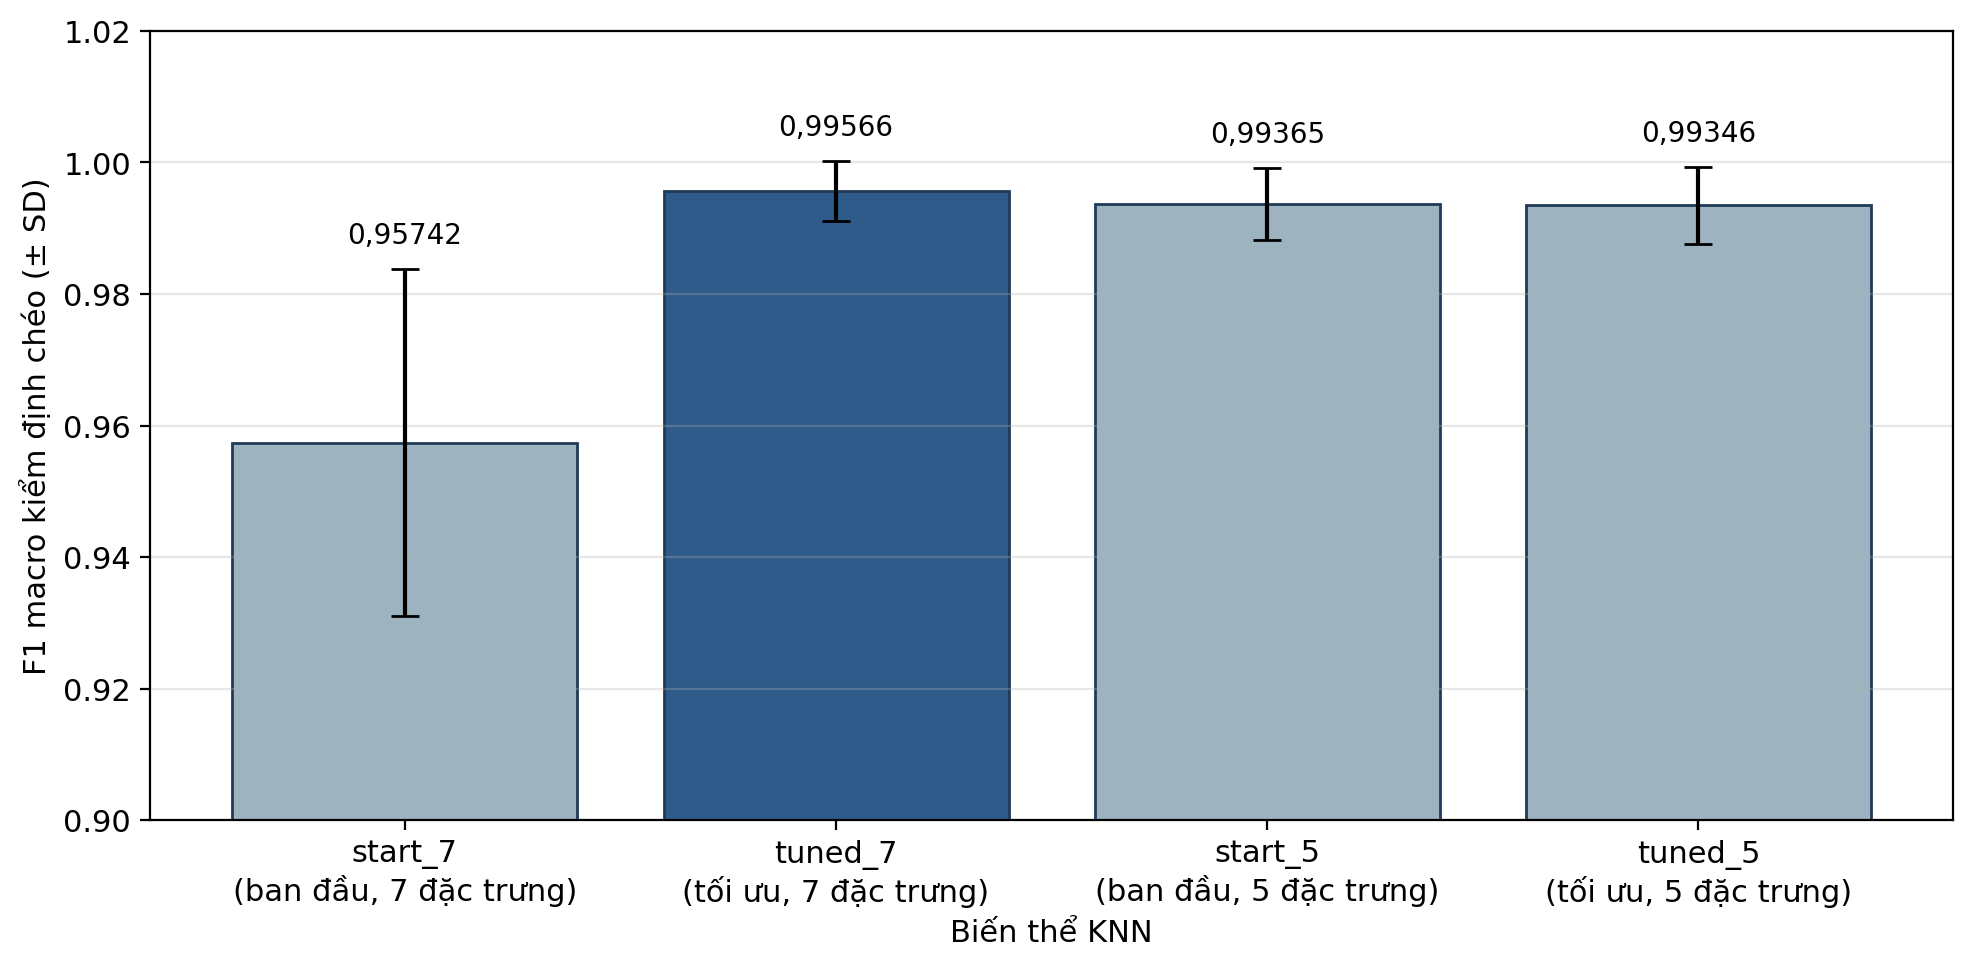 F1 macro kiểm định chéo (± SD)
1.02
1.00
0.98
0.96
0.94
0.92
0.90
0,95742
0,99566
0,99365
0,99346
start_7
(ban đầu, 7 đặc trưng)
tuned_7
(tối ưu, 7 đặc trưng)
start_5
(ban đầu, 5 đặc trưng)
tuned_5
(tối ưu, 5 đặc trưng)
Biến thể KNN